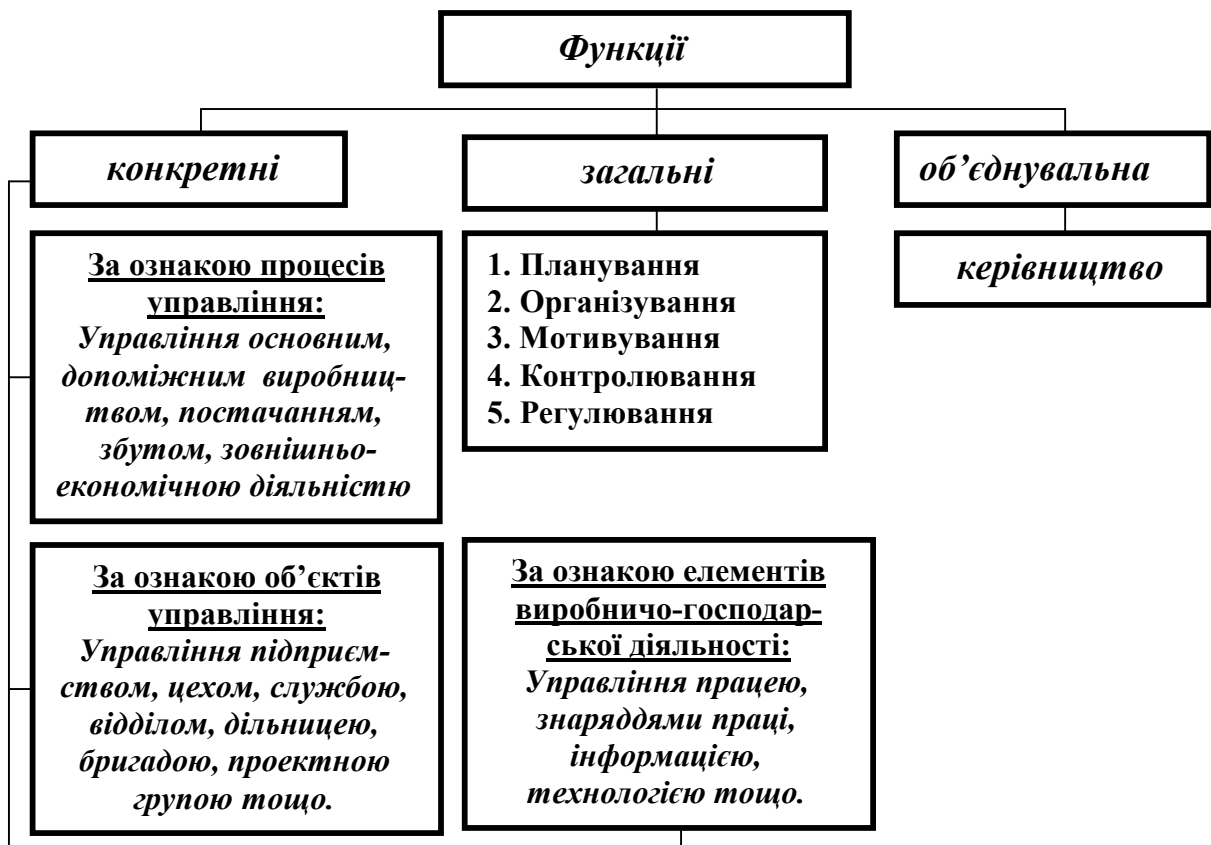 Функції
конкретні
загальні
об’єднувальна
За ознакою процесів
управління:
Управління основним,
допоміжним виробниц-
твом, постачанням,
збутом, зовнішньо-
економічною діяльністю
1. Планування
2. Організування
3. Мотивування
4. Контролювання
5. Регулювання
керівництво
За ознакою об’єктів
управління:
Управління підприєм-
ством, цехом, службою,
відділом, дільницею,
бригадою, проектною
групою тощо.
За ознакою елементів
виробничо-господар-
ської діяльності:
Управління працею,
знаряддями праці,
інформацією,
технологією тощо.